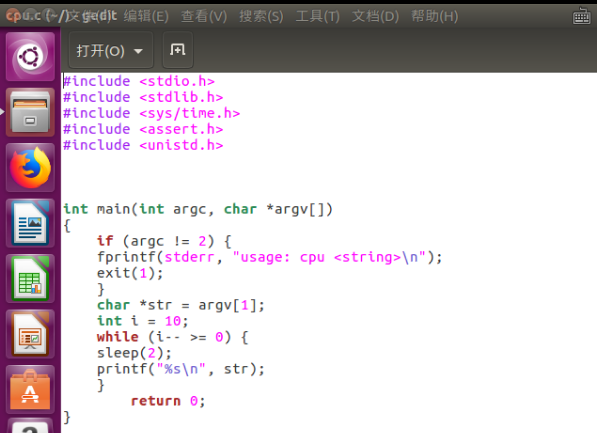 cpu.c (~/) - gedit 编辑(E) 查看(V) 搜索(S) 工具(T) 文档(D) 帮助(H)
打开(O)
#include <stdio.h>
#include <stdlib.h>
#include <sys/time.h>
#include <assert.h>
#include <unistd.h>
int main(int argc, char *argv[])
{
    if (argc != 2) {
    fprintf(stderr, "usage: cpu <string>\n");
    exit(1);
    }
    char *str = argv[1];
    int i = 10;
    while (i-- >= 0) {
    sleep(2);
    printf("%s\n", str);
    }
        return 0;
}